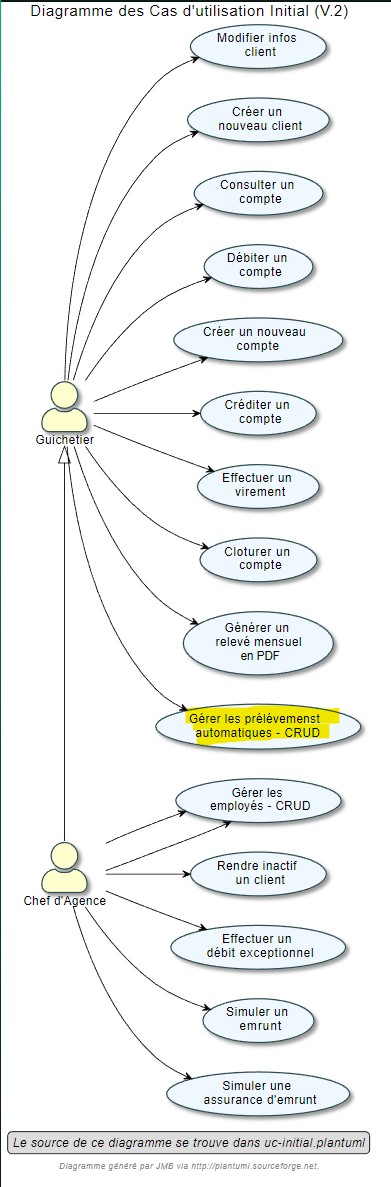 Diagramme des Cas d'utilisation Initial (V.2)
Modifier infos
client
Créer un
nouveau client
Consulter un
compte
Débiter un
compte
Créer un nouveau
compte
Créditer un
compte
Guichetier
Effectuer un
virement
Cloturer un
compte
Générer un
relevé mensuel
en PDF
Gérer les prélévemenst
automatiques - CRUD
Gérer les
employés - CRUD
Rendre inactif
un client
Chef d'Agence
Effectuer un
débit exceptionnel
Simuler un
emrunt
Simuler une
assurance d'emrunt
Le source de ce diagramme se trouve dans uc-initial.plantuml
Diagramme généré par JMB via http://plantuml.sourceforge.net.